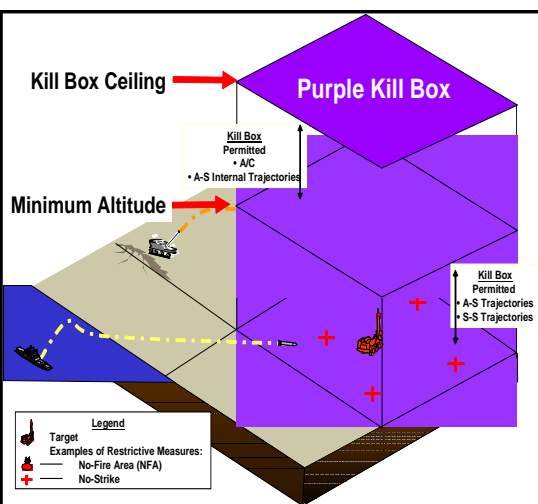 Kill Box Ceiling
Purple Kill Box
Kill Box
Permitted
• A/C
• A-S Internal Trajectories
Minimum Altitude
Kill Box
Permitted
• A-S Trajectories
• S-S Trajectories
Legend
Target
Examples of Restrictive Measures:
No-Fire Area (NFA)
No-Strike